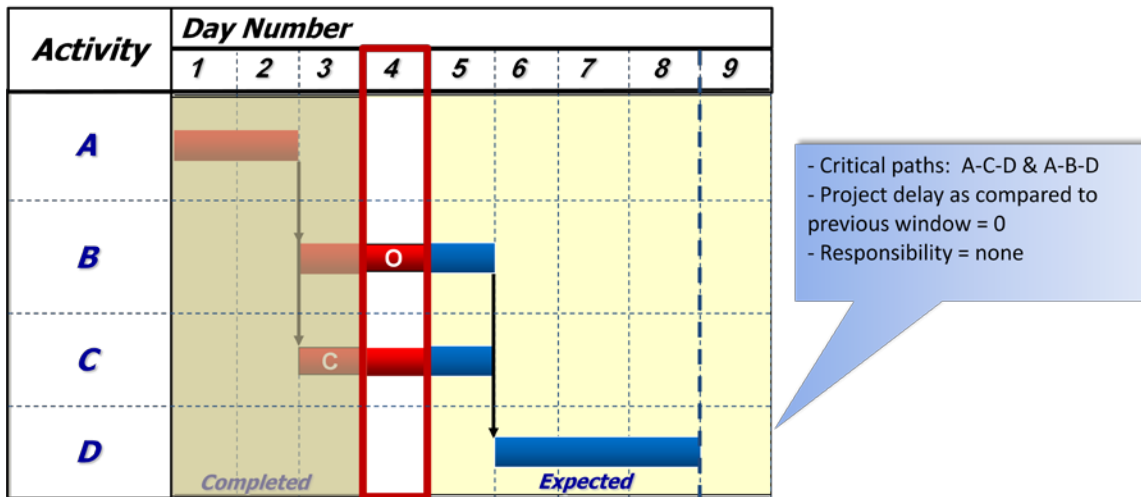 Activity
Day Number
1 2 3 4 5 6 7 8 9
A
B
O
C
C
D
Completed
Expected
- Critical paths: A-C-D & A-B-D
- Project delay as compared to
previous window = 0
- Responsibility = none